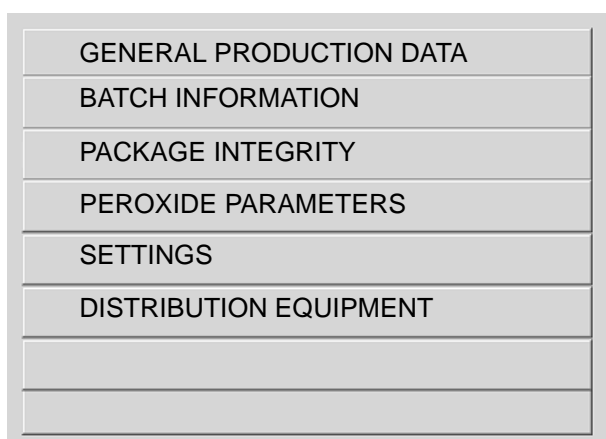 GENERAL PRODUCTION DATA
BATCH INFORMATION
PACKAGE INTEGRITY
PEROXIDE PARAMETERS
SETTINGS
DISTRIBUTION EQUIPMENT